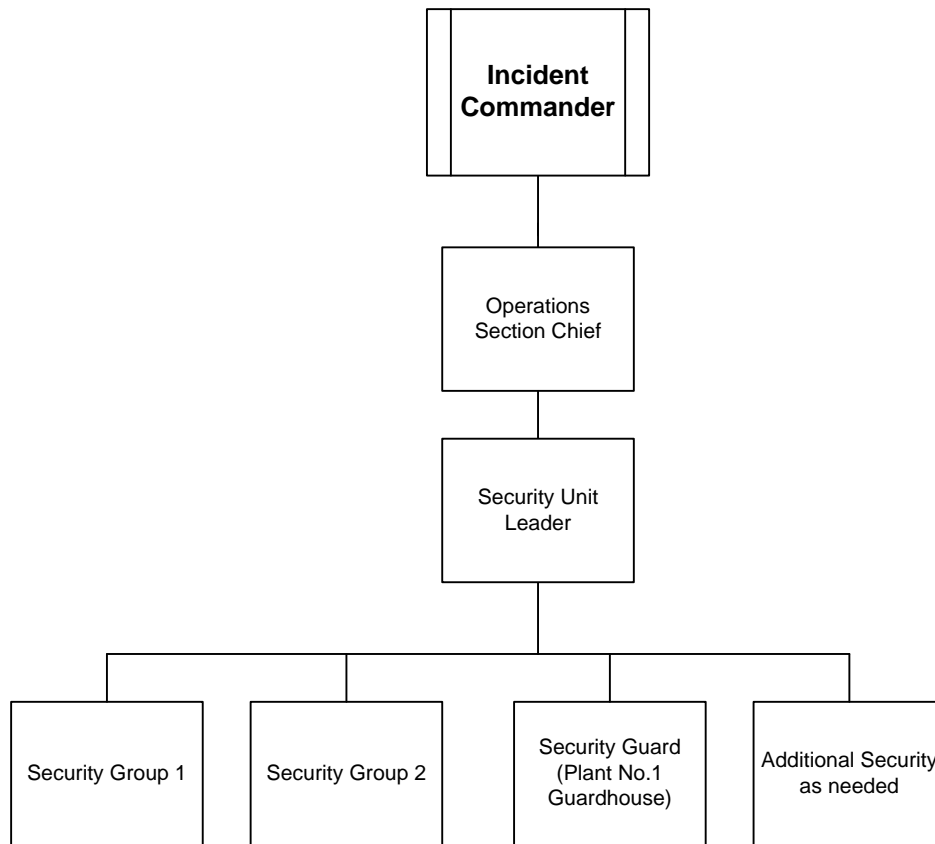 Incident
Commander
Operations
Section Chief
Security Unit
Leader
Security Group 1
Security Group 2
Security Guard
(Plant No.1
Guardhouse)
Additional Security
as needed